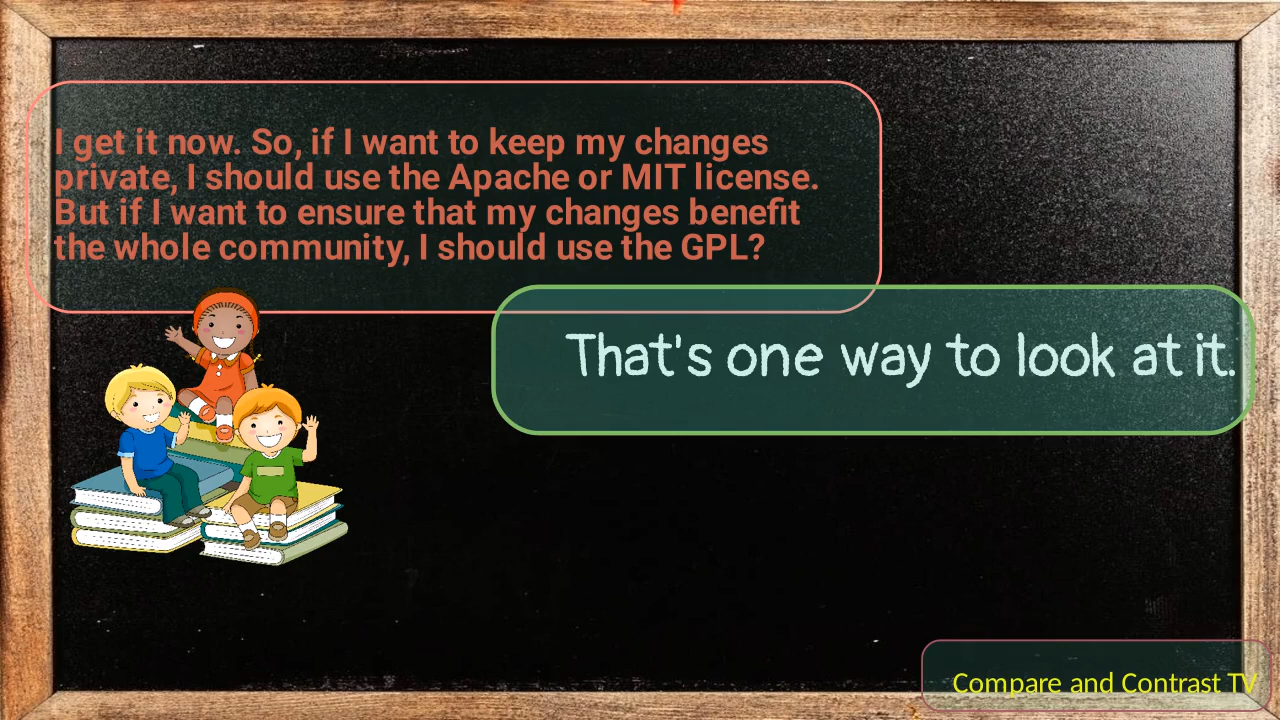 I get it now. So, if I want to keep my changes
private, I should use the Apache or MIT license.
But if I want to ensure that my changes benefit
the whole community, I should use the GPL?
That's one way to look at it.
Compare and Contrast TV